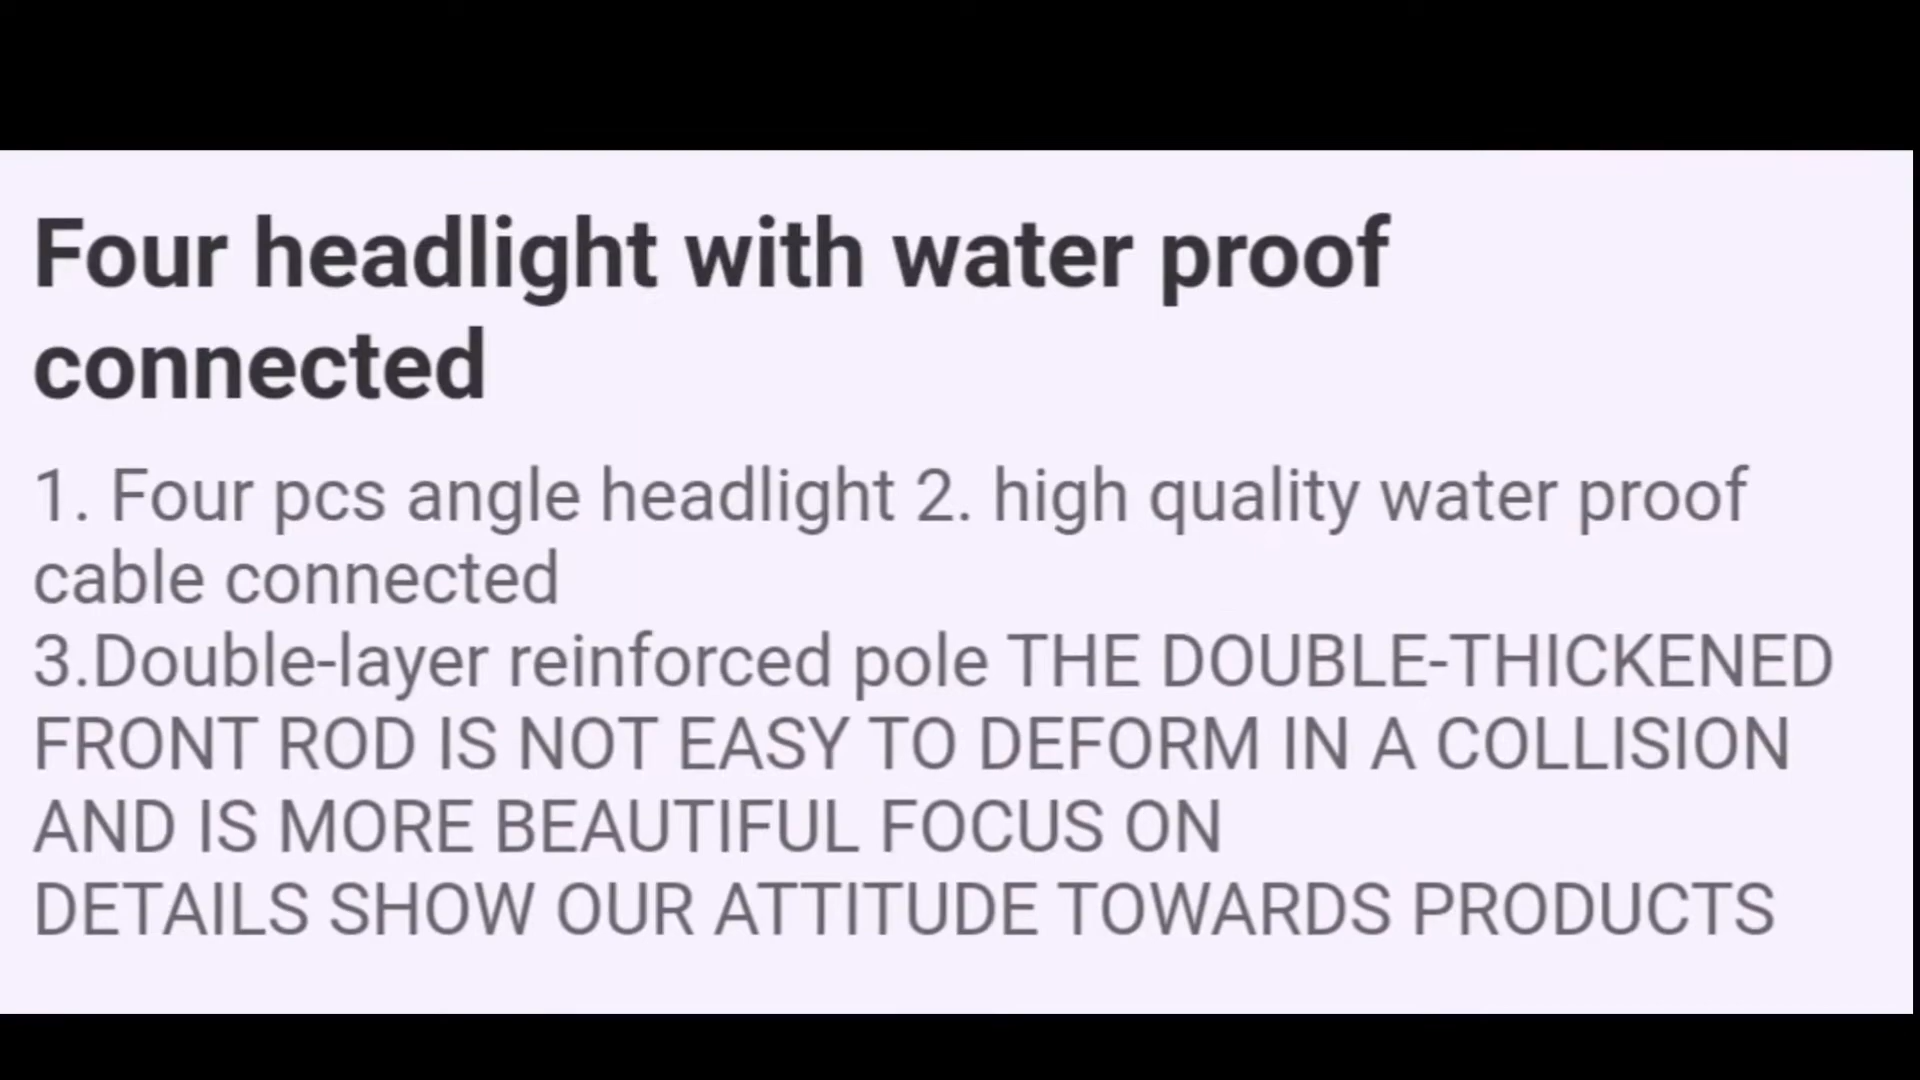 Four headlight with water proof
connected
1. Four pcs angle headlight 2. high quality water proof
cable connected
3.Double-layer reinforced pole THE DOUBLE-THICKENED
FRONT ROD IS NOT EASY TO DEFORM IN A COLLISION
AND IS MORE BEAUTIFUL FOCUS ON
DETAILS SHOW OUR ATTITUDE TOWARDS PRODUCTS